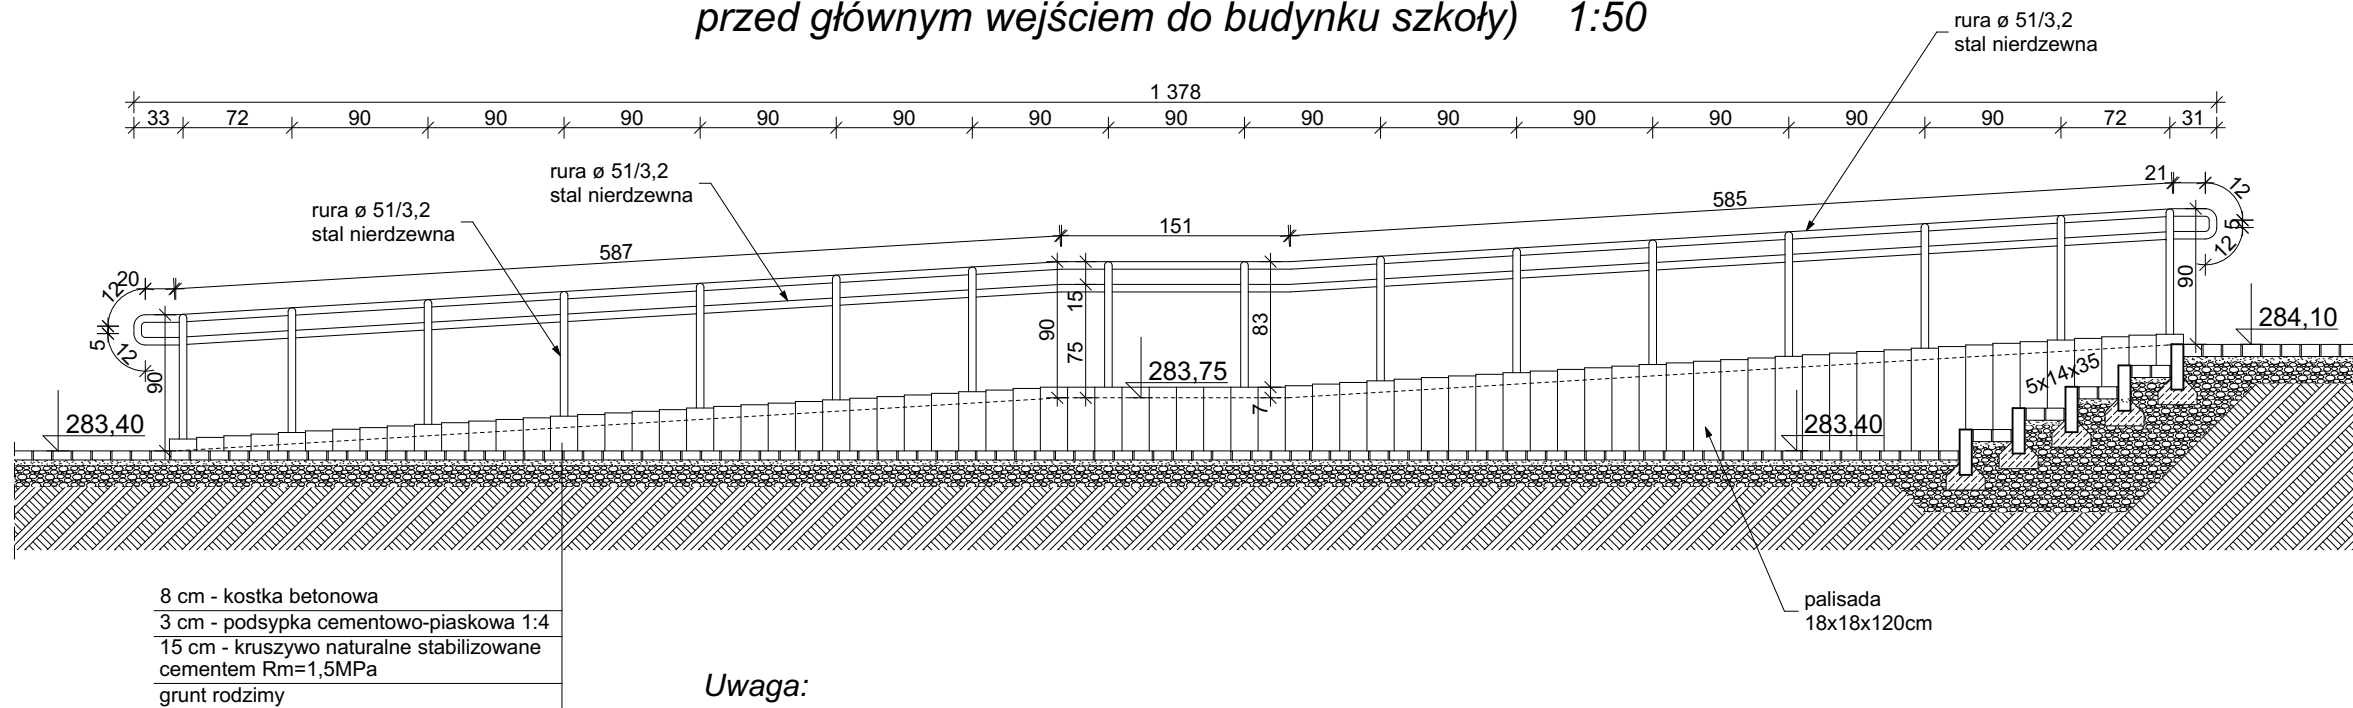 przed głównym wejściem do budynku szkoły) 1:50
rura ø 51/3,2
stal nierdzewna
1 378
33 72 90 90 90 90 90 90 90 90 90 90 90 90 90 72 31
rura ø 51/3,2
stal nierdzewna
rura ø 51/3,2
stal nierdzewna
587
151
585
21
12
5
12
90
20
12
5
12
90
90
15
75
83
7
283,40
283,75
283,40
284,10
5x14x35
8 cm - kostka betonowa
3 cm - podsypka cementowo-piaskowa 1:4
15 cm - kruszywo naturalne stabilizowane
cementem Rm=1,5MPa
grunt rodzimy
palisada
18x18x120cm
Uwaga: